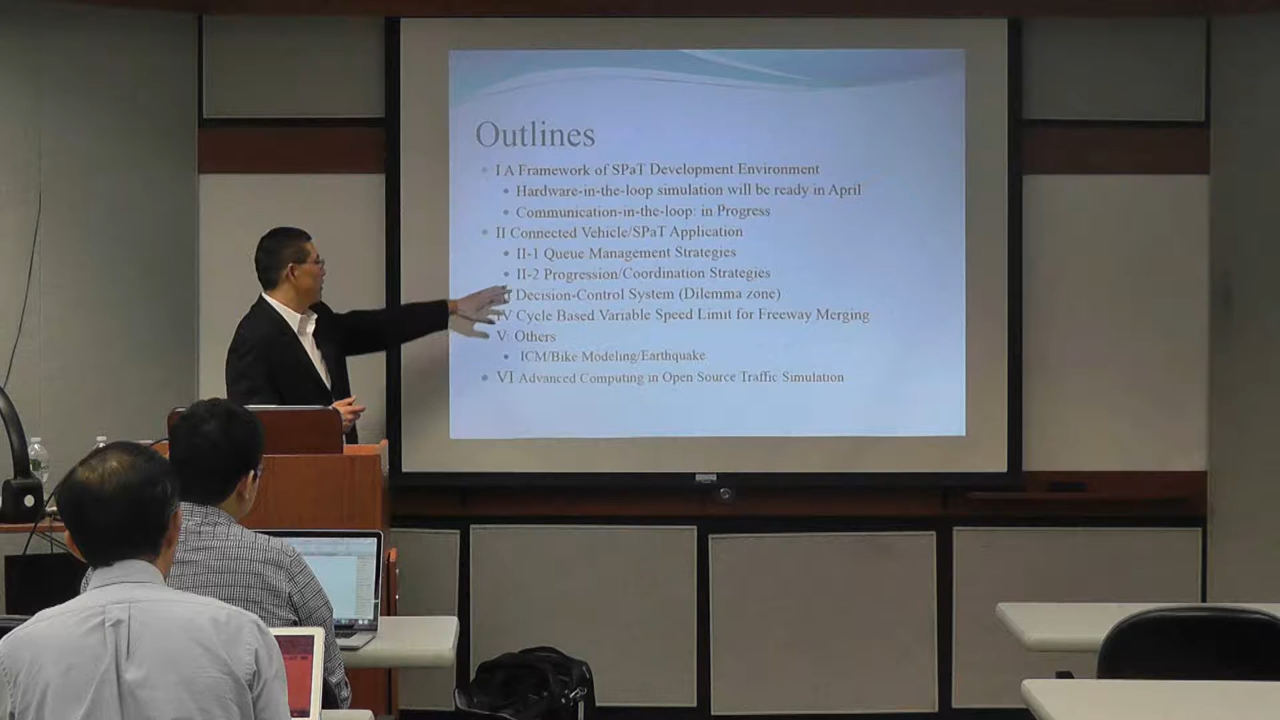 Outlines
I A Framework of SPaT Development Environment
Hardware-in-the-loop simulation will be ready in April
Communication-in-the-loop: in Progress
II Connected Vehicle/SPaT Application
II-1 Queue Management Strategies
II-2 Progression/Coordination Strategies
Decision-Control System (Dilemma zone)
IV Cycle Based Variable Speed Limit for Freeway Merging
V: Others
ICM/Bike Modeling/Earthquake
VI Advanced Computing in Open Source Traffic Simulation